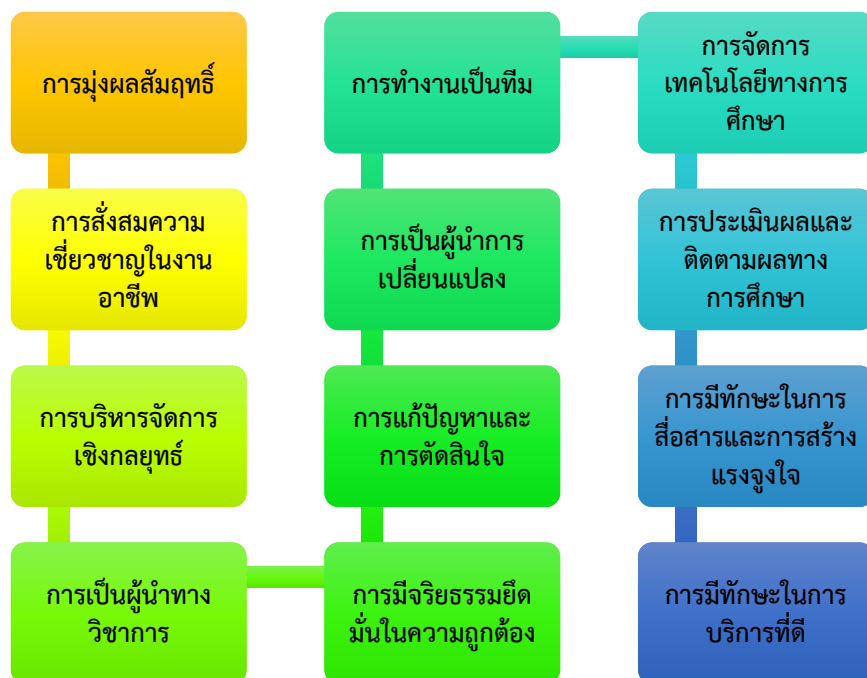 การมุ่งผลสัมฤทธิ์
การสั่งสมความ
เชี่ยวชาญในงาน
อาชีพ
การบริหารจัดการ
เชิงกลยุทธ์
การเป็นผู้นำทาง
วิชาการ
การมีจริยธรรมยึด
มั่นในความถูกต้อง
การแก้ปัญหาและ
การตัดสินใจ
การเป็นผู้นำการ
เปลี่ยนแปลง
การทำงานเป็นทีม
การจัดการ
เทคโนโลยีทางการ
ศึกษา
การประเมินผลและ
ติดตามผลทาง
การศึกษา
การมีทักษะในการ
สื่อสารและการสร้าง
แรงจูงใจ
การมีทักษะในการ
บริการที่ดี